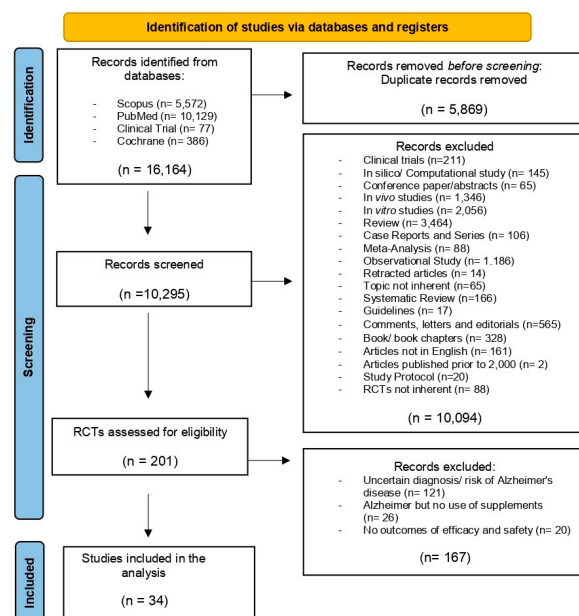 Identification of studies via databases and registers
Identification
Records identified from
databases:
- Scopus (n= 5,572)
- PubMed (n= 10,129)
- Clinical Trial (n= 77)
- Cochrane (n= 386)
(n = 16,164)
Records removed before screening:
Duplicate records removed
(n = 5,869)
Screening
Records screened
(n =10,295)
Records excluded
- Clinical trials (n=211)
- In silico/ Computational study (n= 145)
- Conference paper/abstracts (n= 65)
- In vivo studies (n= 1,346)
- In vitro studies (n= 2,056)
- Review (n= 3,464)
- Case Reports and Series (n= 106)
- Meta-Analysis (n= 88)
- Observational Study (n= 1.186)
- Retracted articles (n= 14)
- Topic not inherent (n=65)
- Systematic Review (n=166)
- Guidelines (n= 17)
- Comments, letters and editorials (n=565)
- Book/ book chapters (n= 328)
- Articles not in English (n= 161)
- Articles published prior to 2,000 (n= 2)
- Study Protocol (n=20)
- RCTs not inherent (n= 88)
(n= 10,094)
RCTs assessed for eligibility
(n = 201)
Records excluded:
- Uncertain diagnosis/ risk of Alzheimer's
disease (n= 121)
- Alzheimer but no use of supplements
(n= 26)
- No outcomes of efficacy and safety (n= 20)
(n= 167)
Included
Studies included in the
analysis
(n = 34)